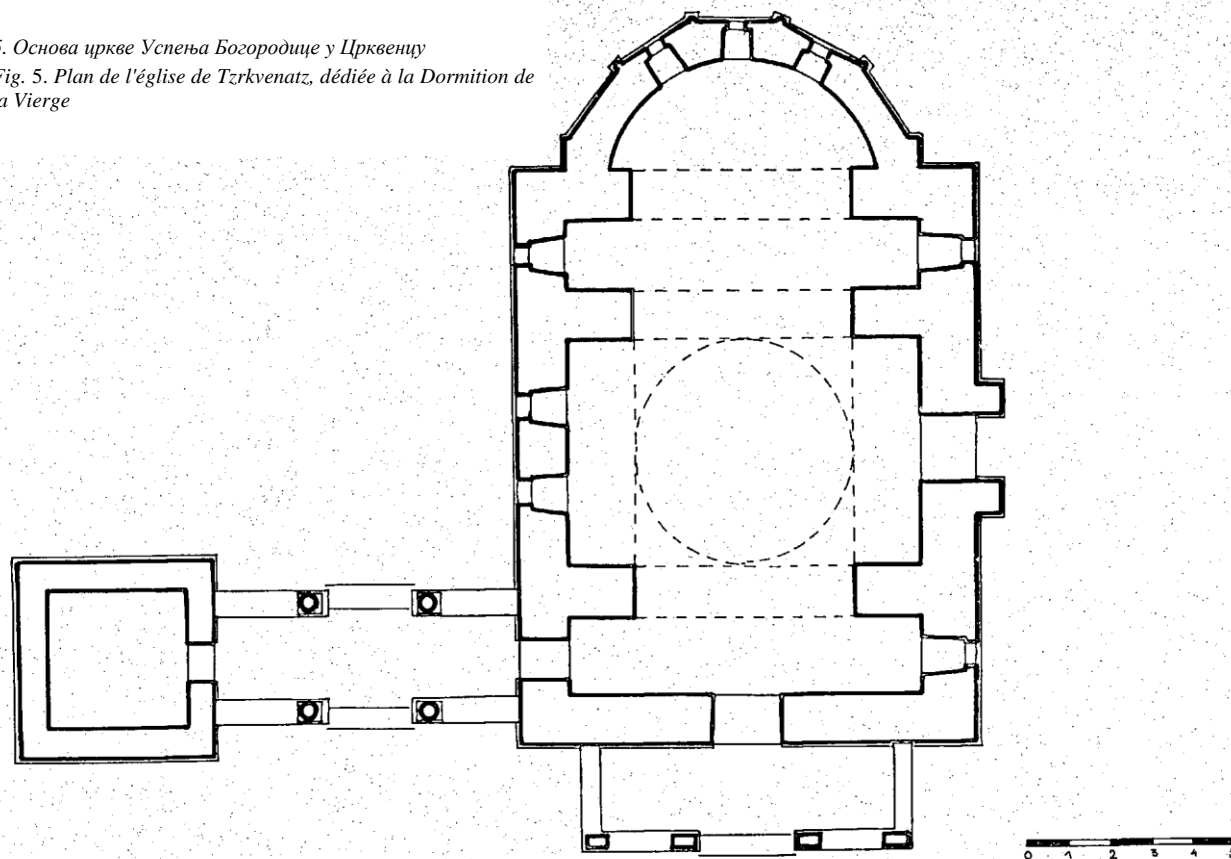 5. Основа цркве Успења Богородице у Црквенцу
Fig. 5. Plan de l'église de Tzrkvenatz, dédiée à la Dormition de
la Vierge
0 1 2 3 4